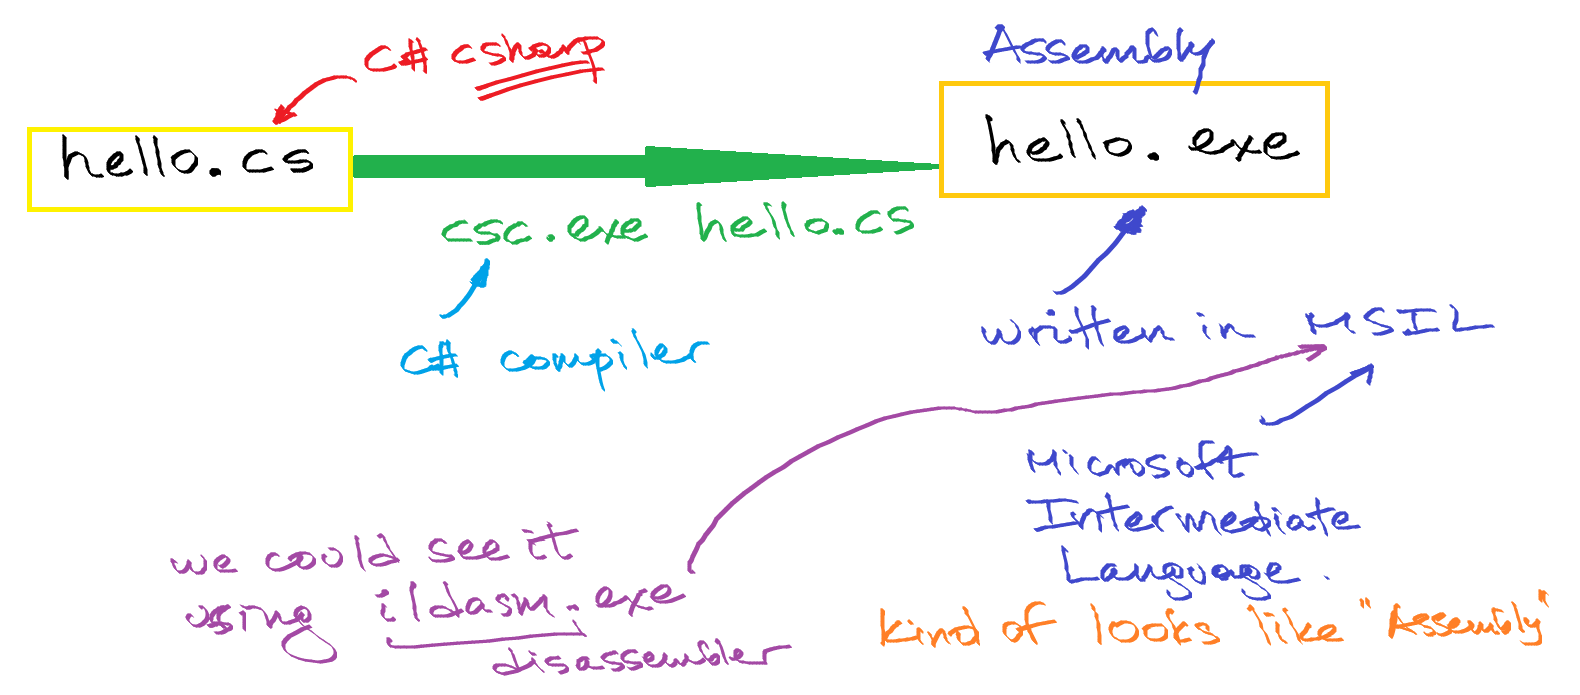 C# csharp
Assembly
hello.cs
hello.exe
csc.exe hello.cs
C# compiler
written in MSIL
Microsoft
Intermediate
Language.
we could see it
using ildasm.exe
disassembler
kind of looks like "Assembly"